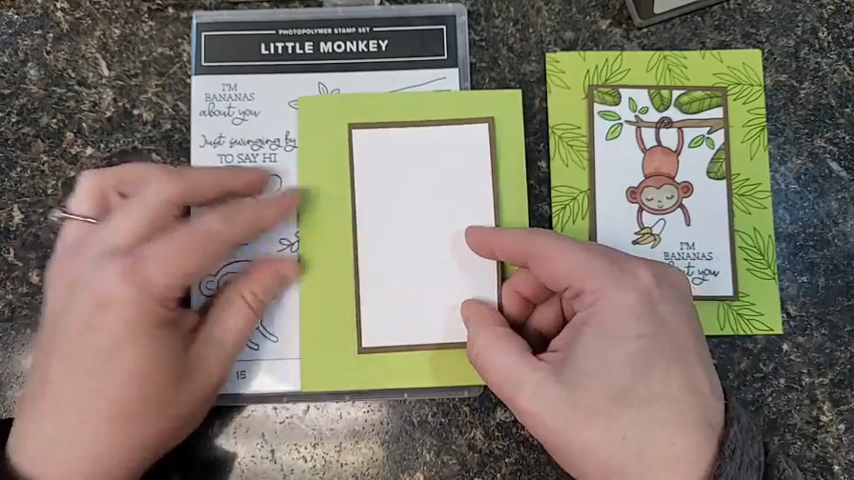 PHOTOPOLYMER STAMP SET
LITTLE MONKEY
I'M
BANANAS
about you
Just swinging by
TO SAY HI
15
I'M
BANANAS
about you